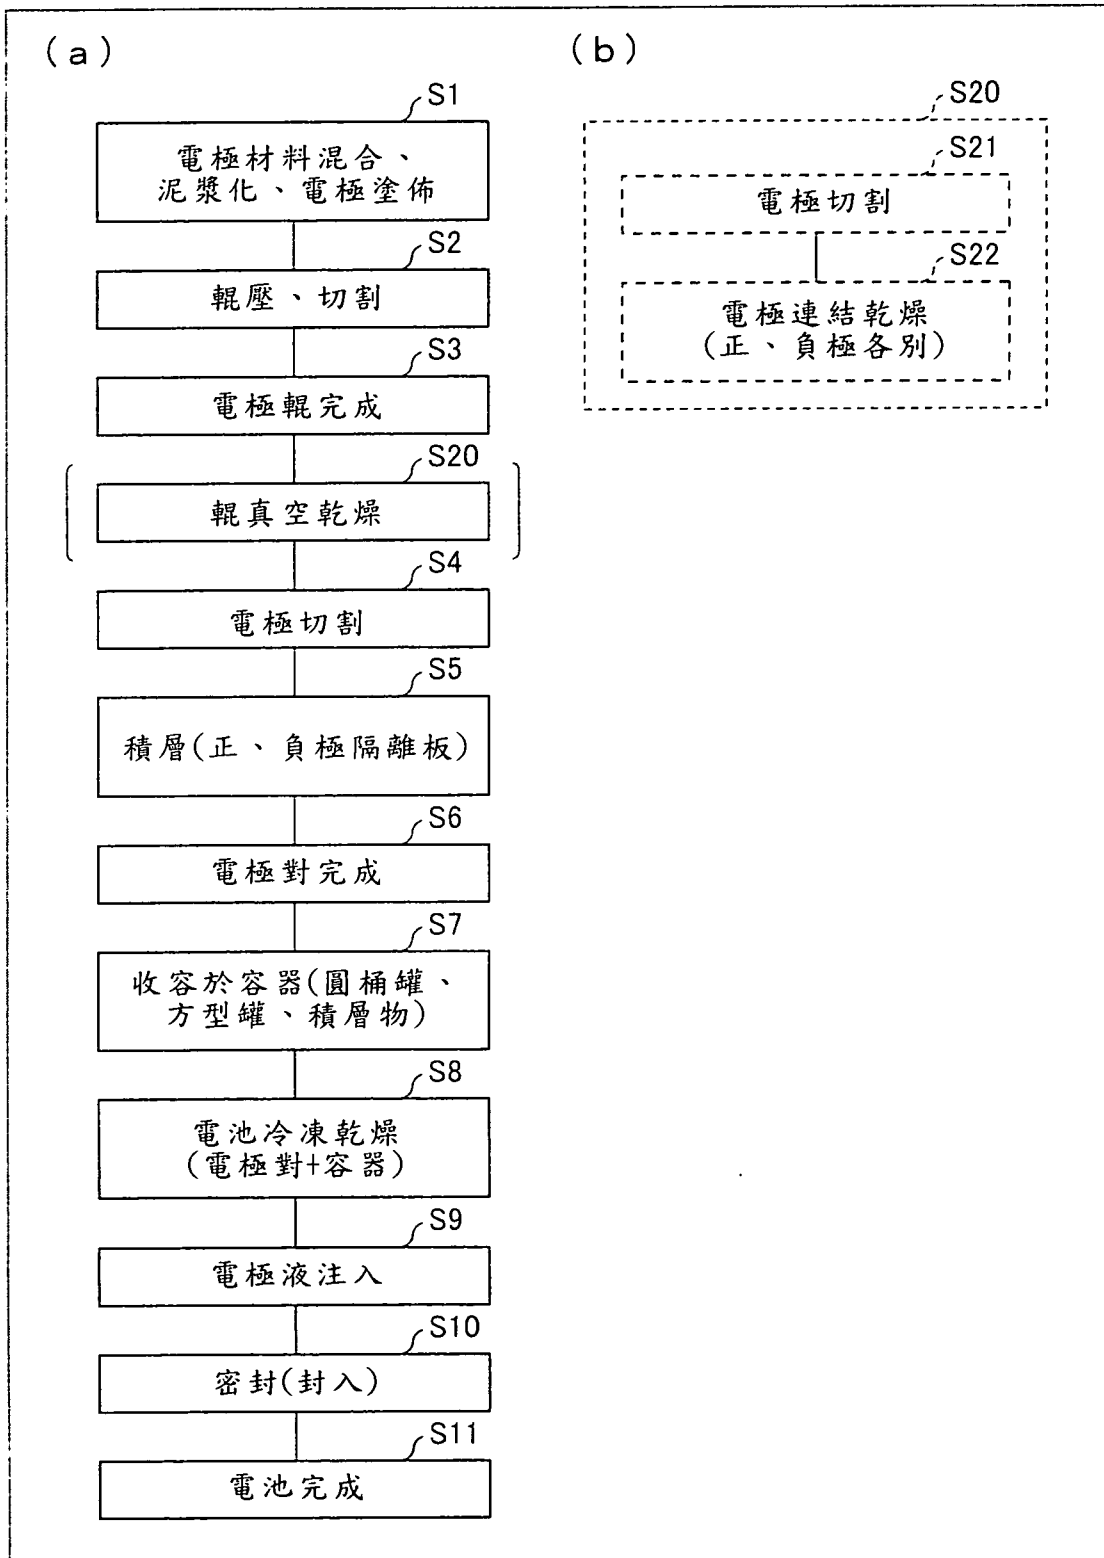 (a)
S1
電極材料混合、
泥漿化、電極塗佈
S2
輥壓、切割
S3
電極輥完成
S20
輥真空乾燥
S4
電極切割
S5
積層(正、負極隔離板)
S6
電極對完成
S7
收容於容器(圓桶罐、
方型罐、積層物)
S8
電池冷凍乾燥
(電極對+容器)
S9
電極液注入
S10
密封(封入)
S11
電池完成
(b)
S20
S21
電極切割
S22
電極連結乾燥
(正、負極各別)